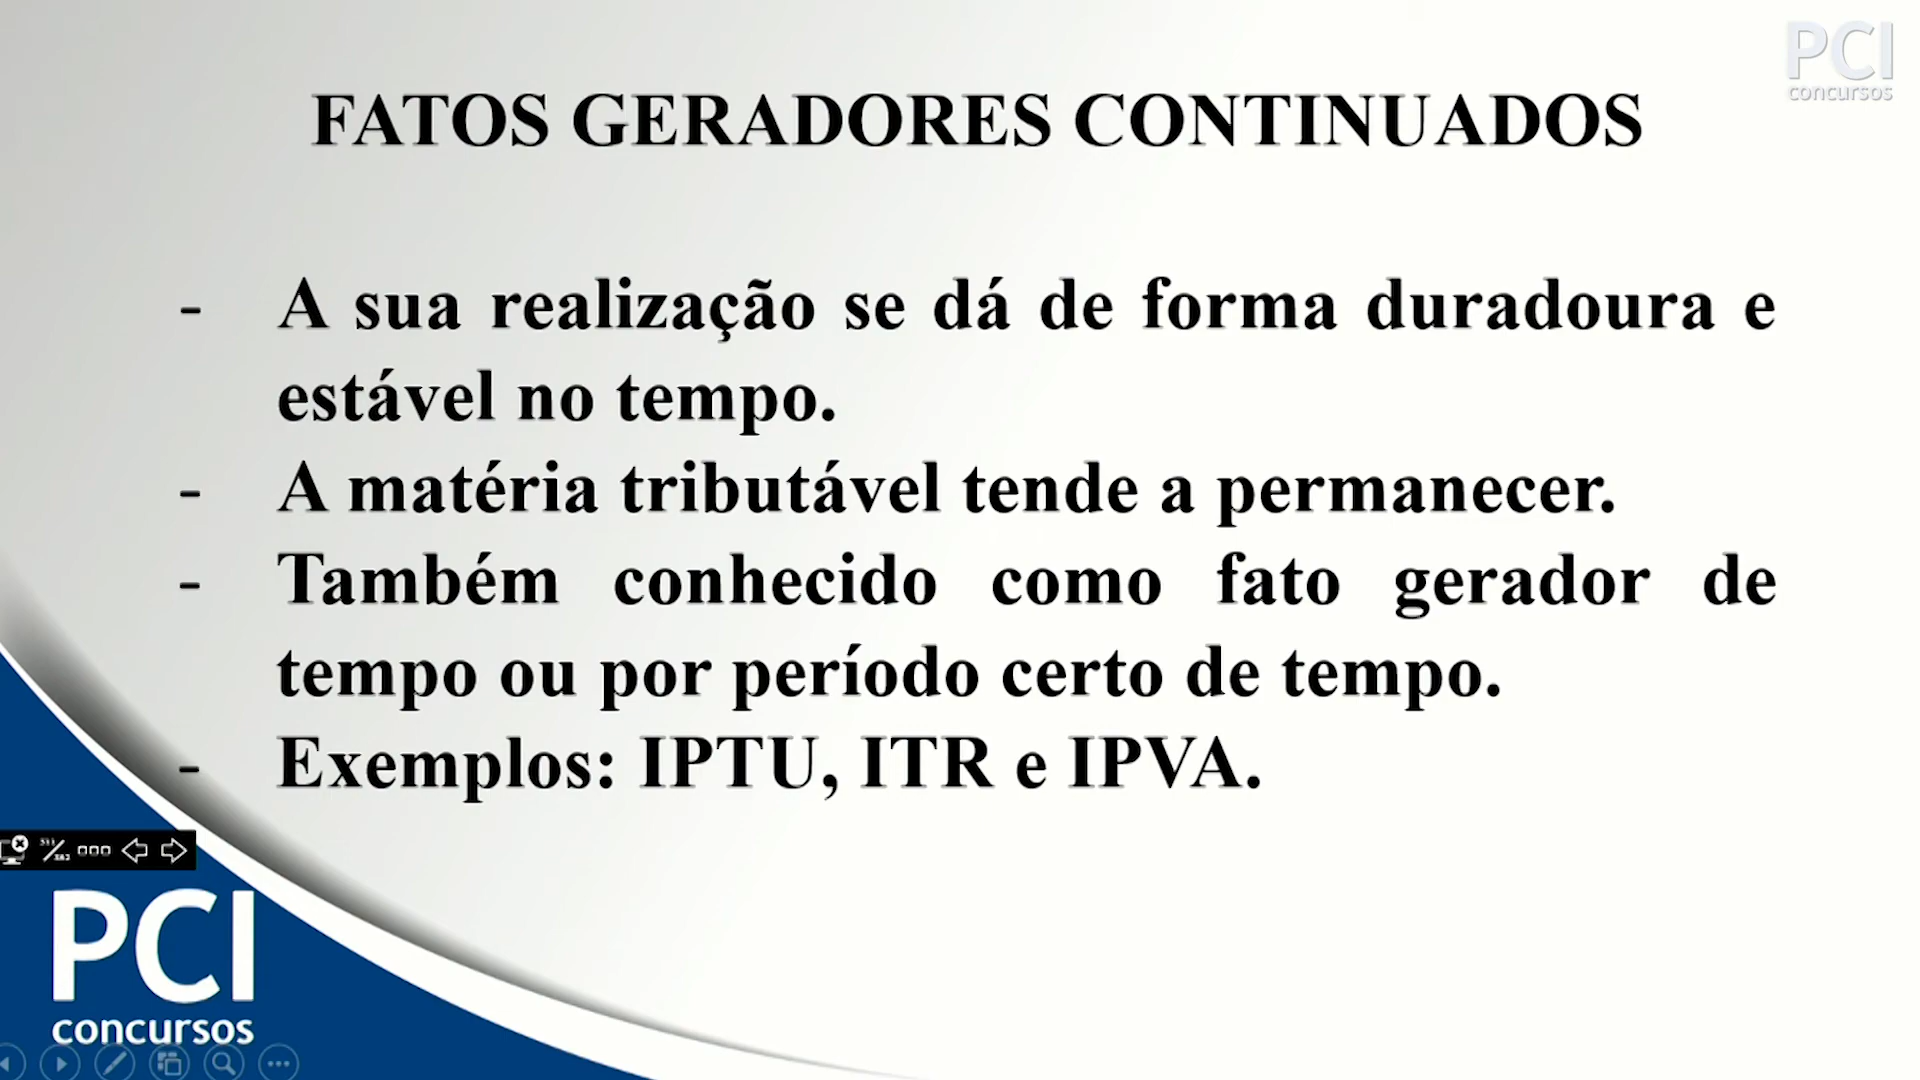 PCI
concursos
FATOS GERADORES CONTINUADOS
- A sua realização se dá de forma duradoura e
estável no tempo.
- A matéria tributável tende a permanecer.
- Também conhecido como fato gerador de
tempo ou por período certo de tempo.
- Exemplos: IPTU, ITR e IPVA.
PCI
concursos